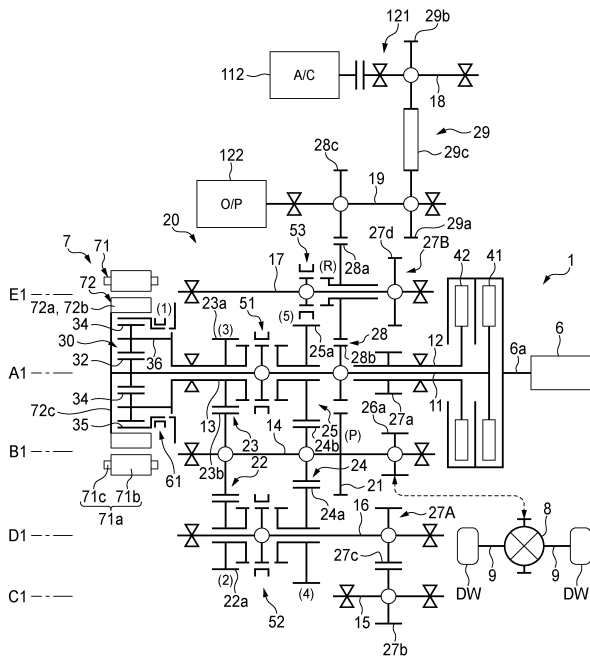 29b
121
112
A/C
18
29
28c
29c
122
19
O/P
20
53
27d
29a
7
71
17
(R)
28a
27B
42
41
1
72
E1
72a, 72b
(1)
23a
51
34
(3)
(5)
28
12
6
30
25a
6a
32
36
28b
A1
34
11
72c
13
25
27a
35
23
14
24b
(P)
26a
B1
23b
22
24
61
21
71c
71b
24a
71a
16
27A
8
D1
27c
9
9
(2)
22a
(4)
DW
DW
C1
52
15
27b